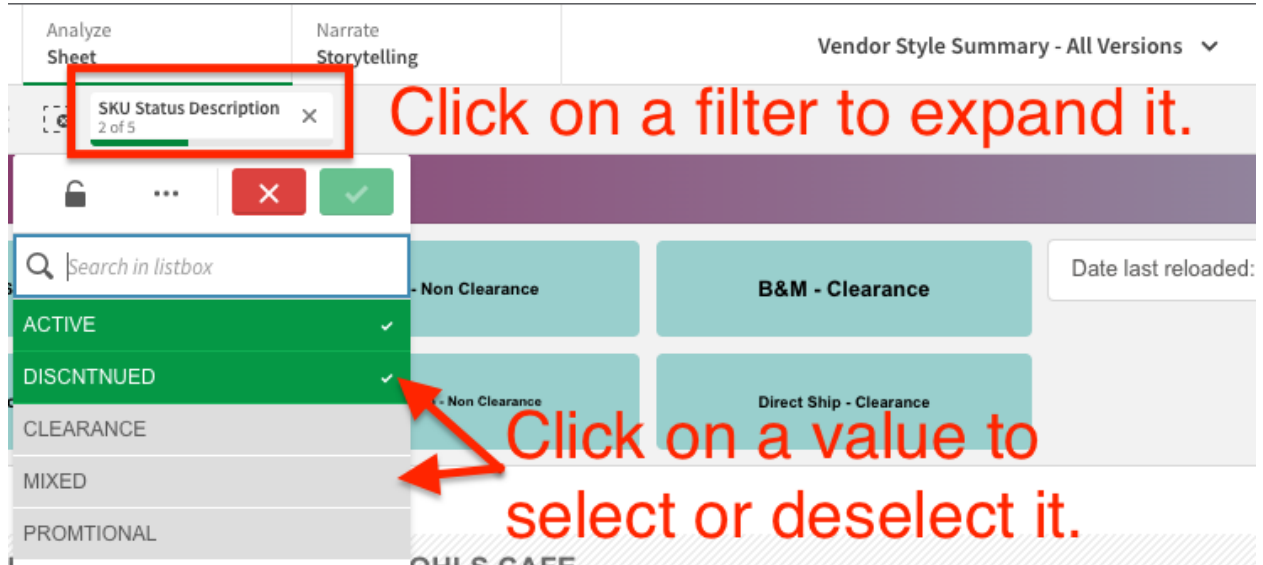 Analyze
Sheet
Narrate
Storytelling
Vendor Style Summary - All Versions
SKU Status Description
2 of 5
Click on a filter to expand it.
Search in listbox
- Non Clearance
B&M - Clearance
Date last reloaded:
ACTIVE
DISCNTNUED
- Non Clearance
Direct Ship - Clearance
CLEARANCE
Click on a value to
MIXED
select or deselect it.
PROMTIONAL